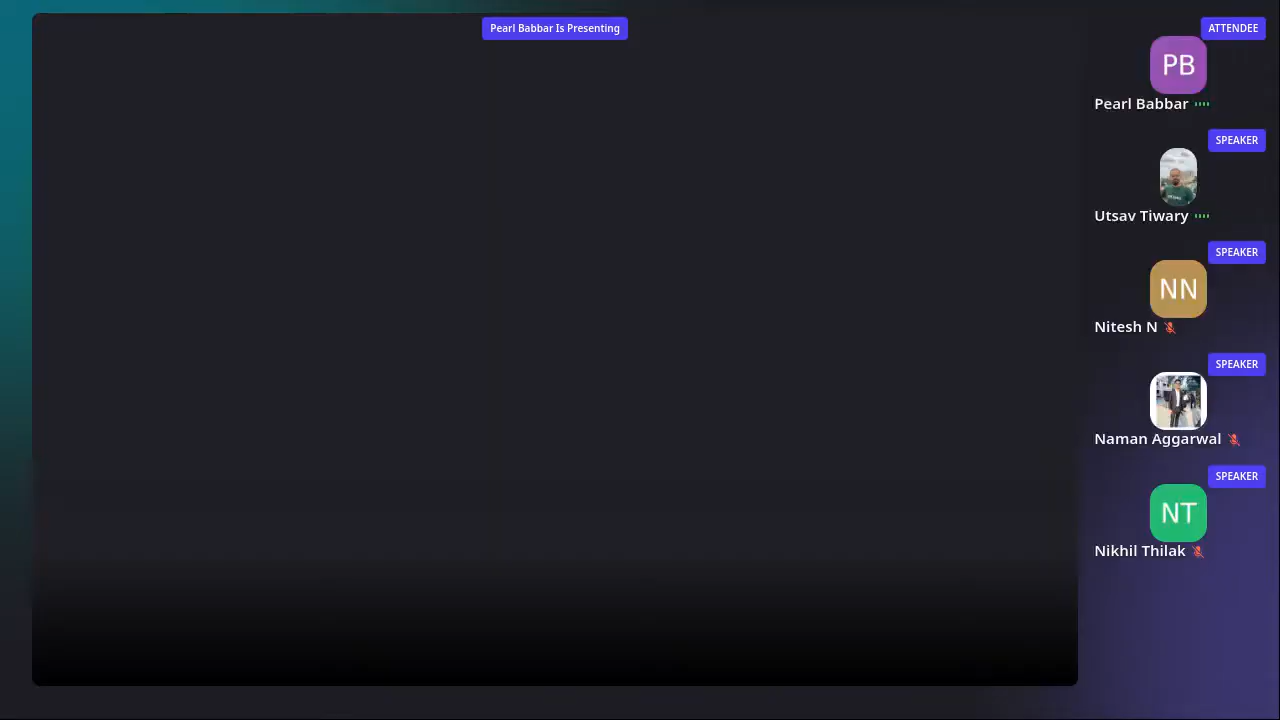 Pearl Babbar Is Presenting
ATTENDEE
PB
Pearl Babbar
SPEAKER
Utsav Tiwary
SPEAKER
NN
Nitesh N
SPEAKER
Naman Aggarwal
SPEAKER
NT
Nikhil Thilak